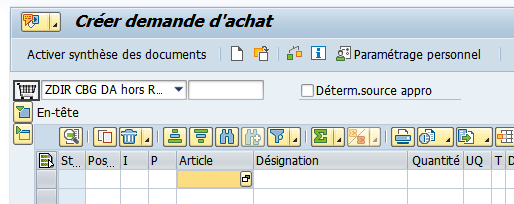 Créer demande d'achat
Activer synthèse des documents Paramétrage personnel
ZDIR CBG DA hors R... Déterm.source appro
En-tête
St... Pos... I P Article Désignation Quantité UQ T D